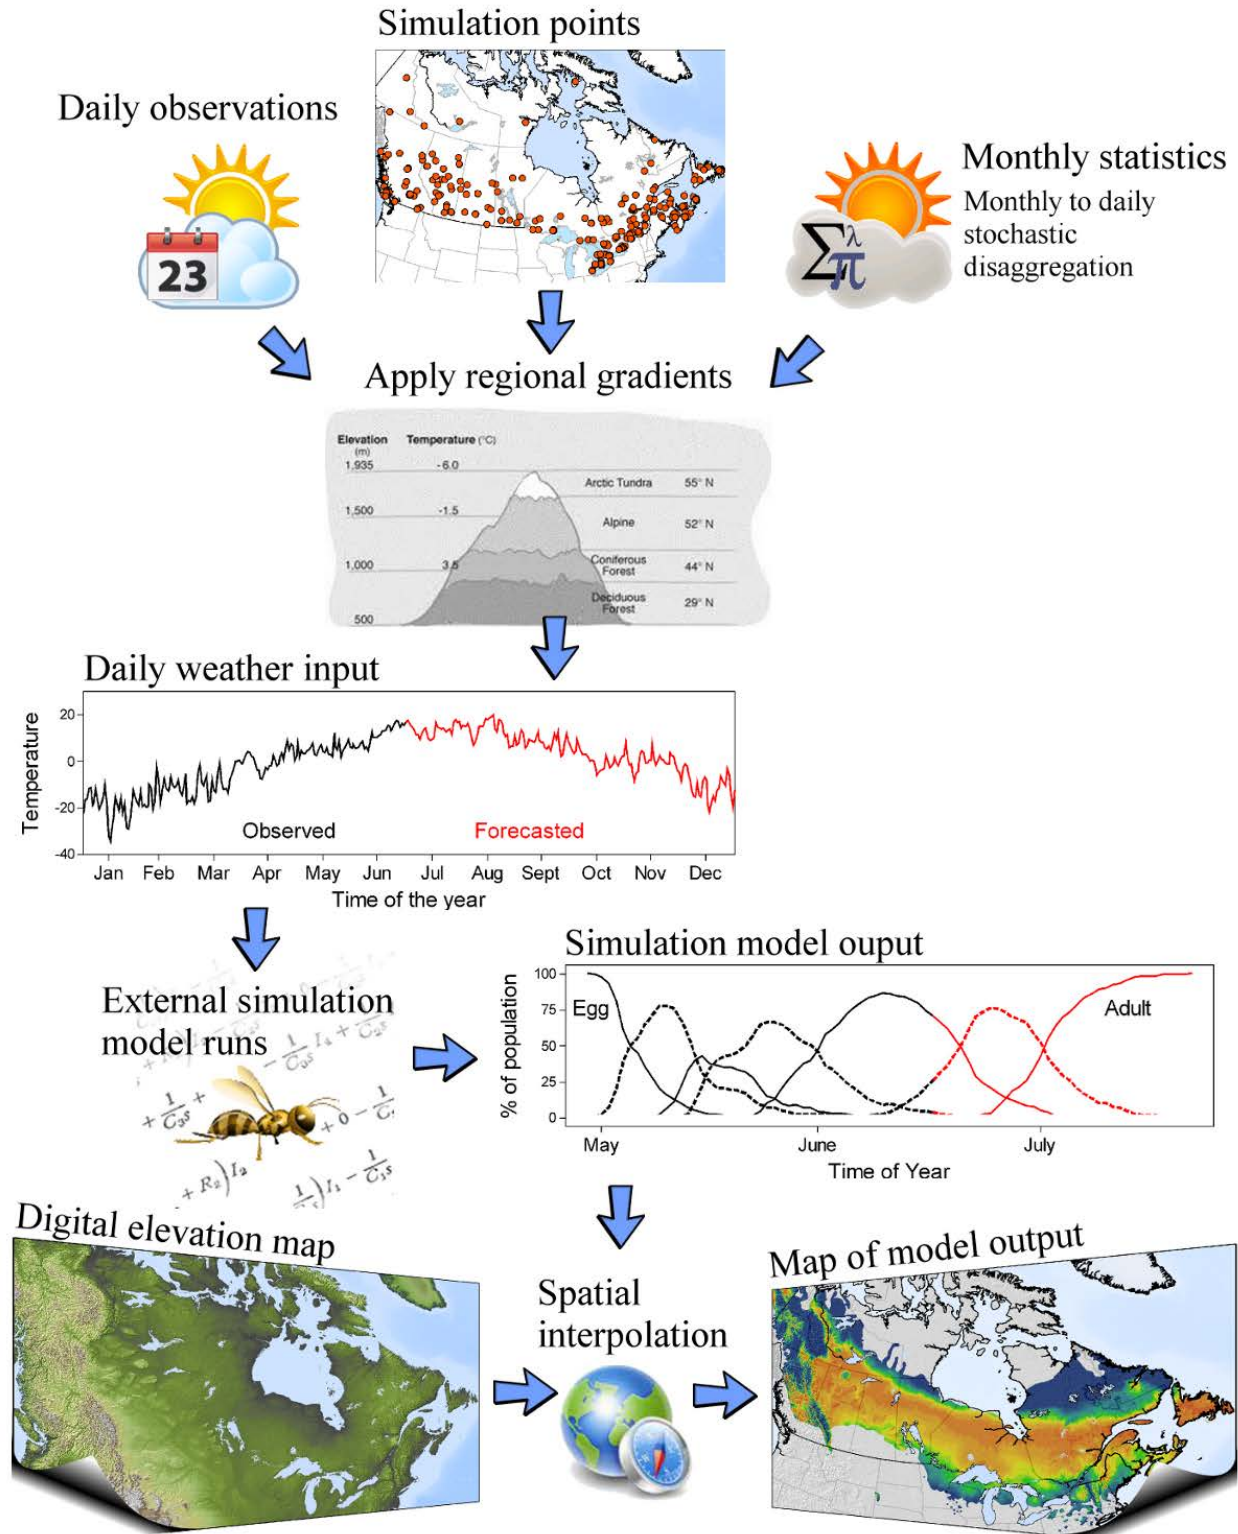 Simulation points
Daily observations
23
Monthly statistics
Monthly to daily
stochastic
disaggregation
Σλ
π
Apply regional gradients
Elevation
(m)
Temperature (°C)
1,935 -6.0
Arctic Tundra 55° N
1,500 -1.5
Alpine 52° N
1,000 3.5
Coniferous
Forest
44° N
Deciduous
Forest
29° N
500
Daily weather input
Temperature
20
0
-20
-40
Observed
Forecasted
Jan Feb Mar Apr May Jun Jul Aug Sept Oct Nov Dec
Time of the year
External simulation
model runs
Simulation model ouput
% of population
100
75
50
25
0
Egg
Adult
May June July
Time of Year
Digital elevation map
Spatial
interpolation
Map of model output